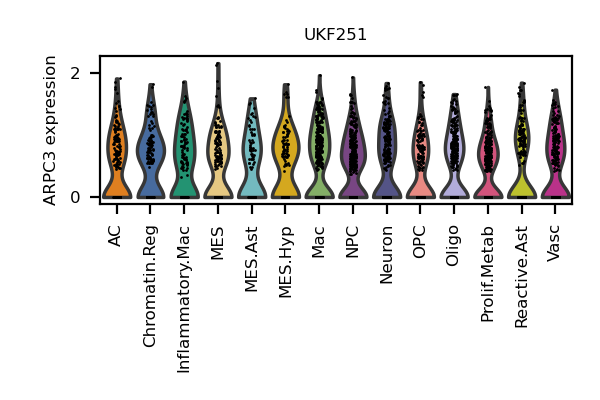 UKF251
ARPC3 expression
2
0
AC
Chromatin.Reg
Inflammatory.Mac
MES
MES.Ast
MES.Hyp
Mac
NPC
Neuron
OPC
Oligo
Prolif.Metab
Reactive.Ast
Vasc